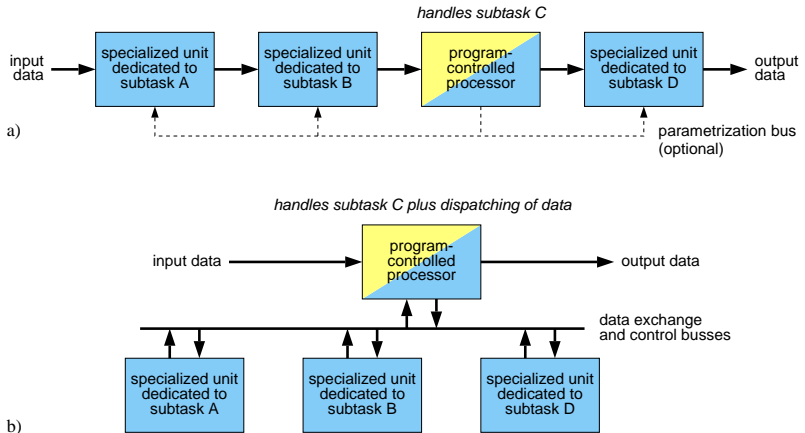 handles subtask C
input
data
specialized unit
dedicated to
subtask A
specialized unit
dedicated to
subtask B
program-
controlled
processor
specialized unit
dedicated to
subtask D
output
data
a)
parametrization bus
(optional)
handles subtask C plus dispatching of data
input data
program-
controlled
processor
output data
data exchange
and control busses
specialized unit
dedicated to
subtask A
specialized unit
dedicated to
subtask B
specialized unit
dedicated to
subtask D
b)